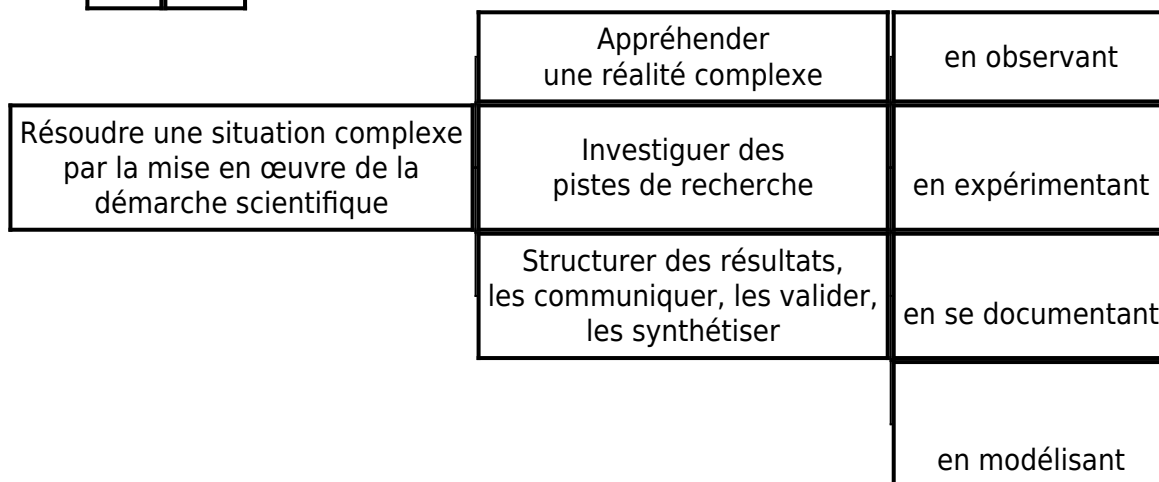 Appréhender
une réalité complexe
en observant
Résoudre une situation complexe
par la mise en œuvre de la
démarche scientifique
Investiguer des
pistes de recherche
en expérimentant
Structurer des résultats,
les communiquer, les valider,
les synthétiser
en se documentant
en modélisant